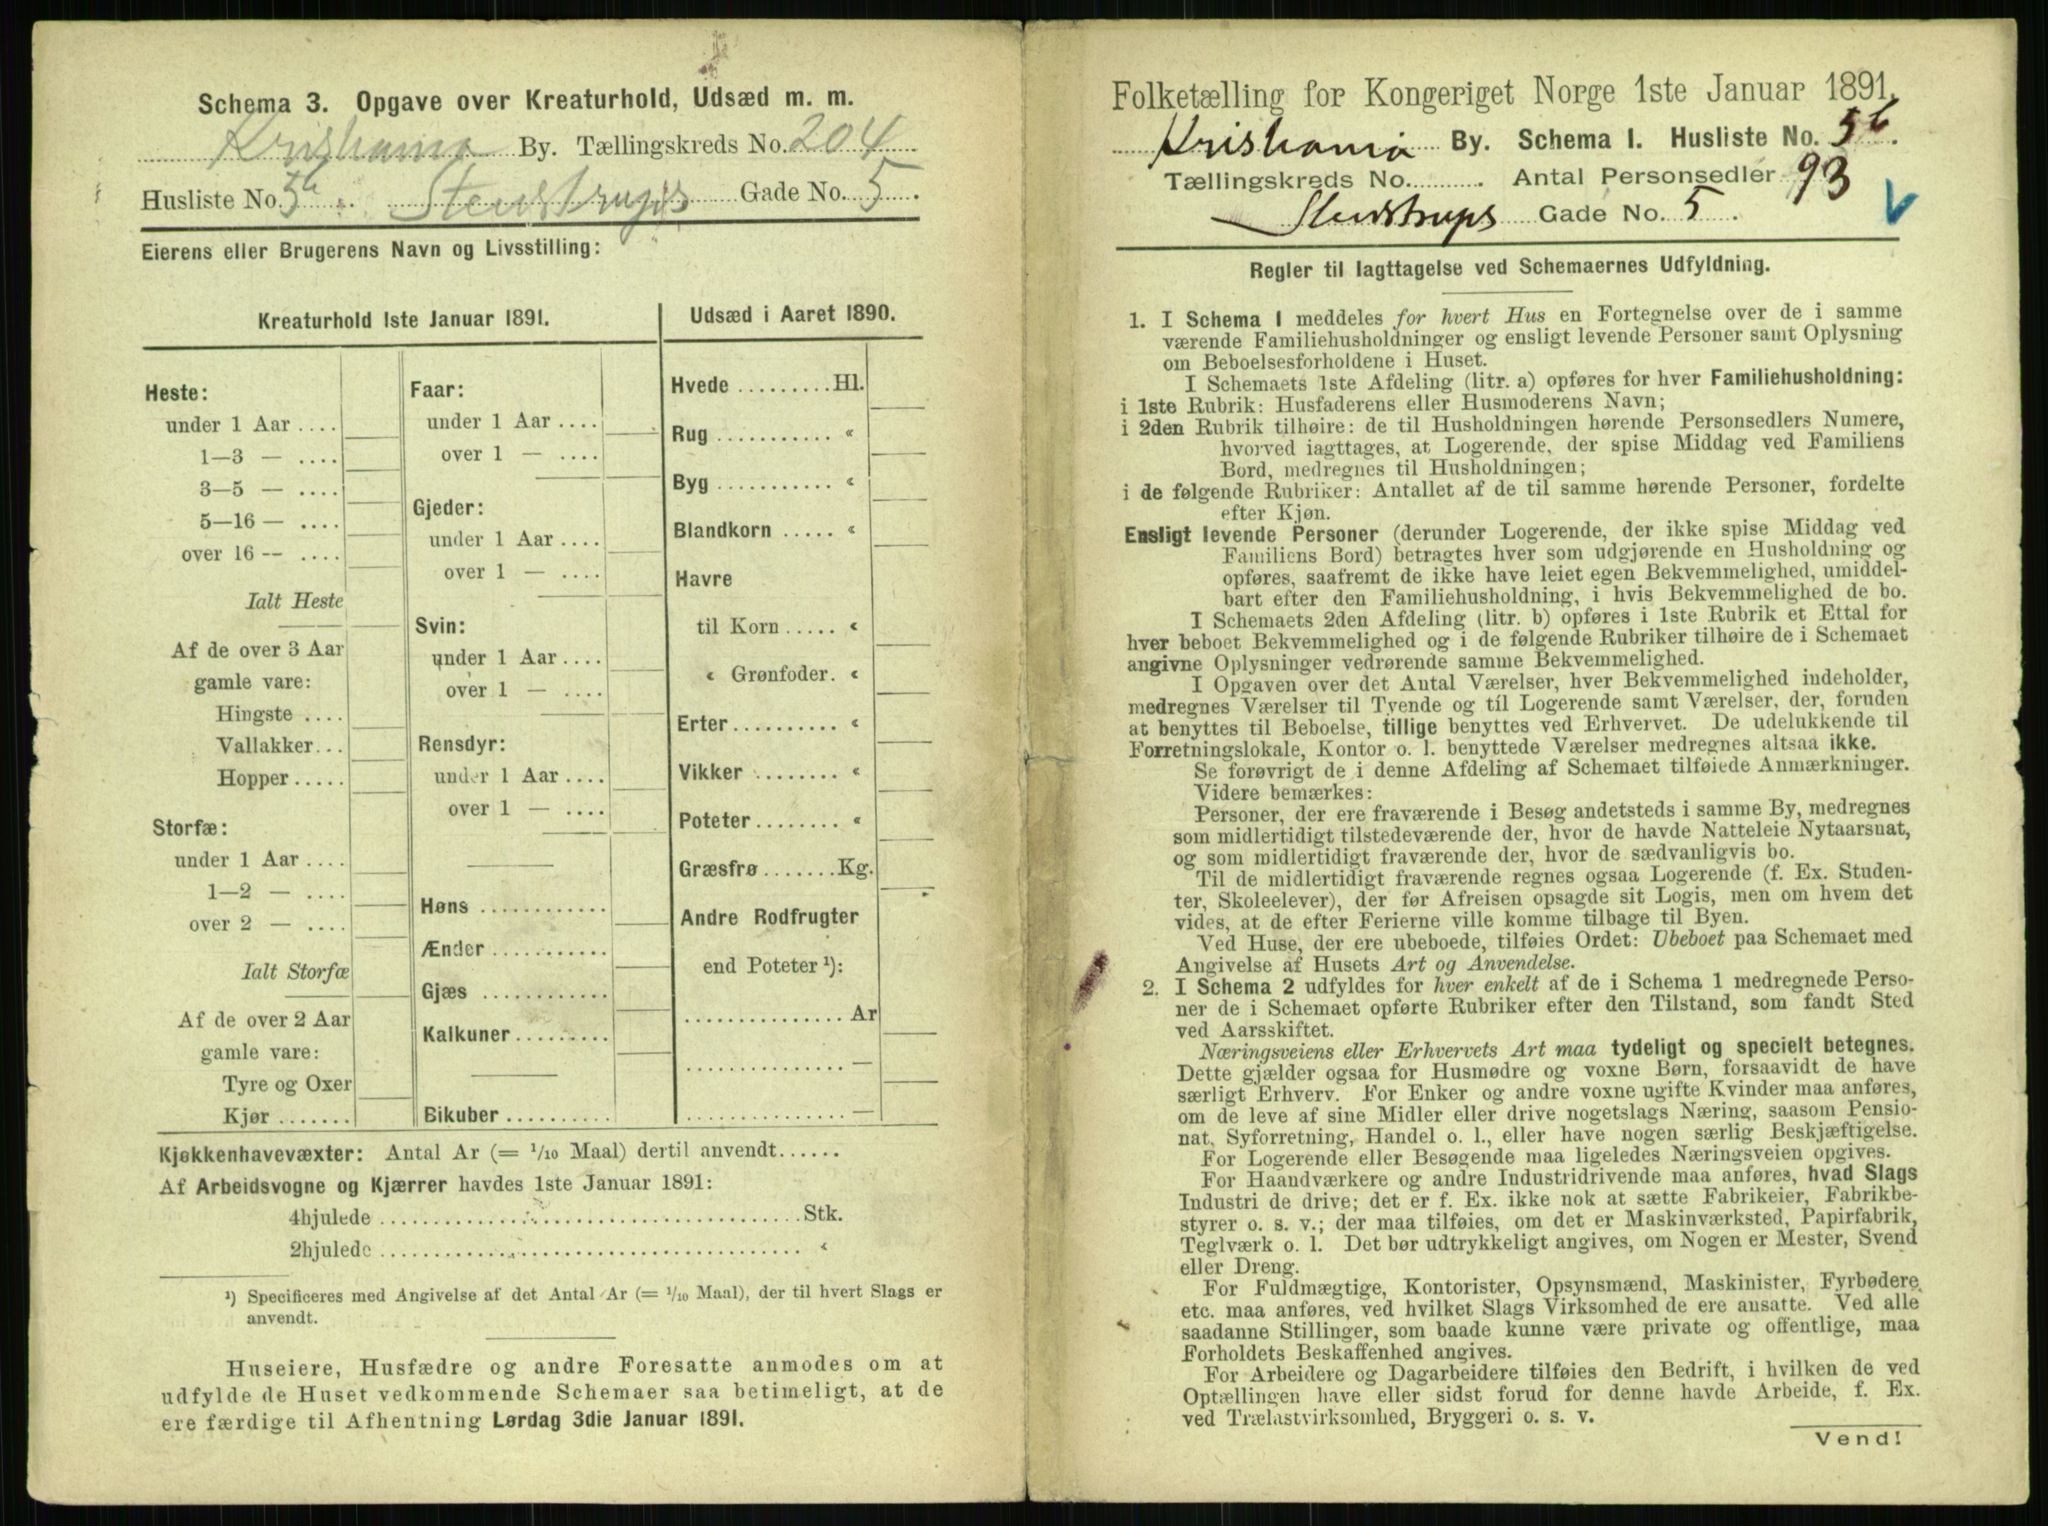 Schema 3. Opgave over Kreaturhold, Udsæd m. m.
Kristiania By. Tællingskreds No. 204
Husliste No. 5b. Stenstrups Gade No. 5.
Eierens eller Brugerens Navn og Livsstilling:
Kreaturhold 1ste Januar 1891.
Heste:
under 1 Aar ....
1—3 — ....
3—5 — ....
5—16 — ....
over 16 — ....
Ialt Heste
Af de over 3 Aar
gamle vare:
Hingste ....
Vallakker...
Hopper.....
Storfæ:
under 1 Aar ....
1—2 — ....
over 2 — ....
Ialt Storfæ
Af de over 2 Aar
gamle vare:
Tyre og Oxer
Kjør.......
Faar:
under 1 Aar ....
over 1 — ....
Gjeder:
under 1 Aar ....
over 1 — ....
Svin:
under 1 Aar ....
over 1 — ....
Rensdyr:
under 1 Aar ....
over 1 — ....
Høns ............
Ænder ...........
Gjæs ............
Kalkuner .........
Bikuber ..........
Udsæd i Aaret 1890.
Hvede .........Hl.
Rug ........... «
Byg ........... «
Blandkorn ..... «
Havre
til Korn ..... «
« Grønfoder. «
Erter .......... «
Vikker ........ «
Poteter ........ «
Græsfrø .......Kg.
Andre Rodfrugter
end Poteter ¹):
............... Ar
............... —
............... —
Kjøkkenhavevæxter: Antal Ar (= 1/10 Maal) dertil anvendt......
Af Arbeidsvogne og Kjærrer havdes 1ste Januar 1891:
4hjulede ........................................Stk.
2hjulede ........................................ «
¹) Specificeres med Angivelse af det Antal Ar (= 1/10 Maal), der til hvert Slags er
anvendt.
Huseiere, Husfædre og andre Foresatte anmodes om at
udfylde de Huset vedkommende Schemaer saa betimeligt, at de
ere færdige til Afhentning Lørdag 3die Januar 1891.
Folketælling for Kongeriget Norge 1ste Januar 1891.
Kristiania By. Schema I. Husliste No. 5b.
Tællingskreds No. ......... . Antal Personsedler 93
Stenstrups Gade No. 5.
Regler til Iagttagelse ved Schemaernes Udfyldning.
1. I Schema I meddeles for hvert Hus en Fortegnelse over de i samme
værende Familiehusholdninger og ensligt levende Personer samt Oplysning
om Beboelsesforholdene i Huset.
I Schemaets 1ste Afdeling (litr. a) opføres for hver Familiehusholdning:
i 1ste Rubrik: Husfaderens eller Husmoderens Navn;
i 2den Rubrik tilhøire: de til Husholdningen hørende Personsedlers Numere,
hvorved iagttages, at Logerende, der spise Middag ved Familiens
Bord, medregnes til Husholdningen;
i de følgende Rubriker: Antallet af de til samme hørende Personer, fordelte
efter Kjøn.
Ensligt levende Personer (derunder Logerende, der ikke spise Middag ved
Familiens Bord) betragtes hver som udgjørende en Husholdning og
opføres, saafremt de ikke have leiet egen Bekvemmelighed, umiddel-
bart efter den Familiehusholdning, i hvis Bekvemmelighed de bo.
I Schemaets 2den Afdeling (litr. b) opføres i 1ste Rubrik et Ettal for
hver beboet Bekvemmelighed og i de følgende Rubriker tilhøire de i Schemaet
angivne Oplysninger vedrørende samme Bekvemmelighed.
I Opgaven over det Antal Værelser, hver Bekvemmelighed indeholder,
medregnes Værelser til Tyende og til Logerende samt Værelser, der, foruden
at benyttes til Beboelse, tillige benyttes ved Erhvervet. De udelukkende til
Forretningslokale, Kontor o. l. benyttede Værelser medregnes altsaa ikke.
Se forøvrigt de i denne Afdeling af Schemaet tilføiede Anmærkninger.
Videre bemærkes:
Personer, der ere fraværende i Besøg andetsteds i samme By, medregnes
som midlertidigt tilstedeværende der, hvor de havde Natteleie Nytaarsnat,
og som midlertidigt fraværende der, hvor de sædvanligvis bo.
Til de midlertidigt fraværende regnes ogsaa Logerende (f. Ex. Studen-
ter, Skoleelever), der før Afreisen opsagde sit Logis, men om hvem det
vides, at de efter Ferierne ville komme tilbage til Byen.
Ved Huse, der ere ubeboede, tilføies Ordet: Ubeboet paa Schemaet med
Angivelse af Husets Art og Anvendelse.
2. I Schema 2 udfyldes for hver enkelt af de i Schema 1 medregnede Perso-
ner de i Schemaet opførte Rubriker efter den Tilstand, som fandt Sted
ved Aarsskiftet.
Næringsveiens eller Erhvervets Art maa tydeligt og specielt betegnes.
Dette gjælder ogsaa for Husmødre og voxne Børn, forsaavidt de have
særligt Erhverv. For Enker og andre voxne ugifte Kvinder maa anføres,
om de leve af sine Midler eller drive nogetslags Næring, saasom Pensio-
nat, Syforretning, Handel o. l., eller have nogen særlig Beskjæftigelse.
For Logerende eller Besøgende maa ligeledes Næringsveien opgives.
For Haandværkere og andre Industridrivende maa anføres, hvad Slags
Industri de drive; det er f. Ex. ikke nok at sætte Fabrikeier, Fabrikbe-
styrer o. s. v.; der maa tilføies, om det er Maskinværksted, Papirfabrik,
Teglværk o. l. Det bør udtrykkeligt angives, om Nogen er Mester, Svend
eller Dreng.
For Fuldmægtige, Kontorister, Opsynsmænd, Maskinister, Fyrbødere
etc. maa anføres, ved hvilket Slags Virksomhed de ere ansatte. Ved alle
saadanne Stillinger, som baade kunne være private og offentlige, maa
Forholdets Beskaffenhed angives.
For Arbeidere og Dagarbeidere tilføies den Bedrift, i hvilken de ved
Optællingen have eller sidst forud for denne havde Arbeide, f. Ex.
ved Trælastvirksomhed, Bryggeri o. s. v.
Vend!